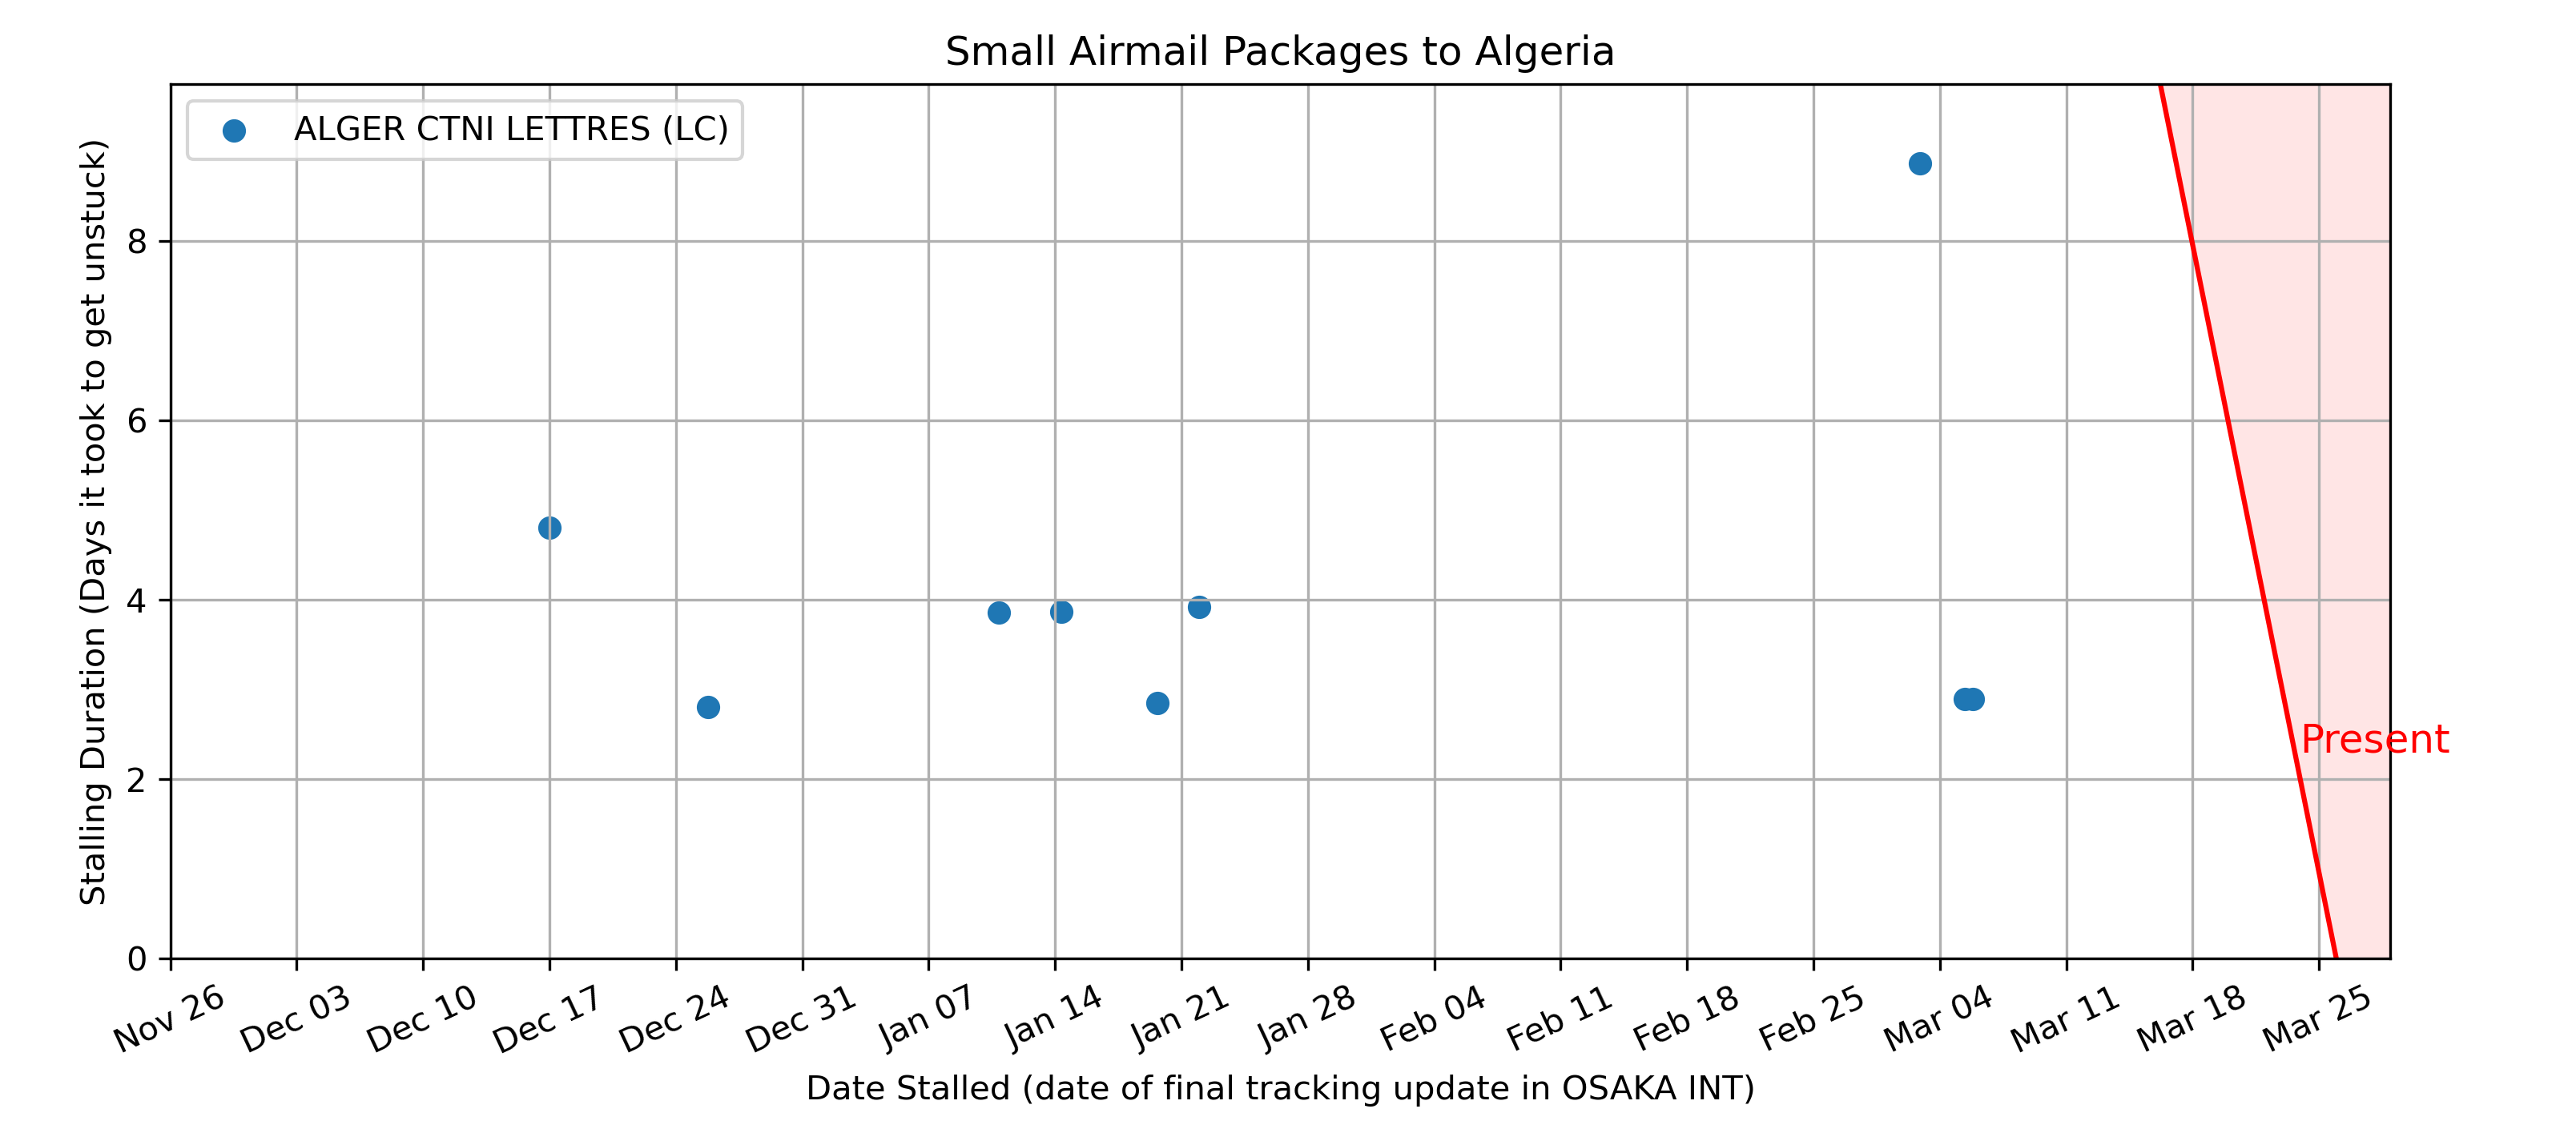 Small Airmail Packages to Algeria
ALGER CTNI LETTRES (LC)
Stalling Duration (Days it took to get unstuck)
8
6
4
2
0
Present
Nov 26
Dec 03
Dec 10
Dec 17
Dec 24
Dec 31
Jan 07
Jan 14
Jan 21
Jan 28
Feb 04
Feb 11
Feb 18
Feb 25
Mar 04
Mar 11
Mar 18
Mar 25
Date Stalled (date of final tracking update in OSAKA INT)